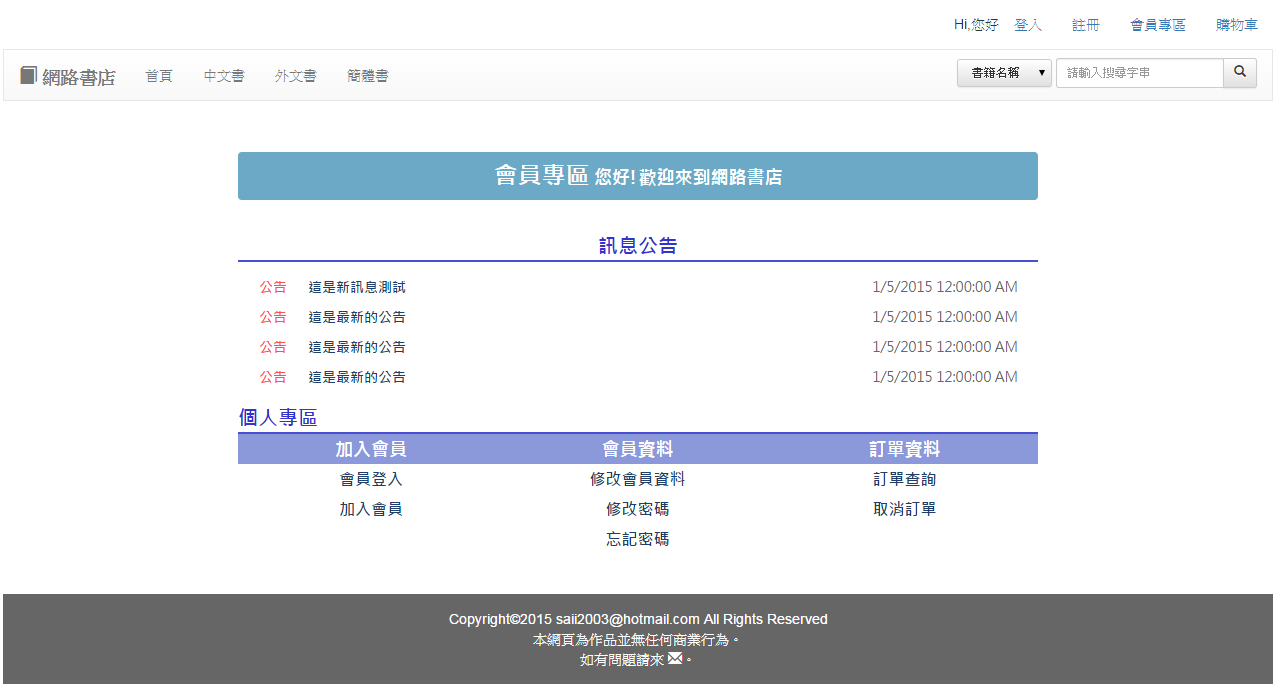 Hi,您好 登入 註冊 會員專區 購物車
網路書店 首頁 中文書 外文書 簡體書 書籍名稱 請輸入搜尋字串
會員專區 您好! 歡迎來到網路書店
訊息公告
公告 這是新訊息測試 1/5/2015 12:00:00 AM
公告 這是最新的公告 1/5/2015 12:00:00 AM
公告 這是最新的公告 1/5/2015 12:00:00 AM
公告 這是最新的公告 1/5/2015 12:00:00 AM
個人專區
加入會員 會員資料 訂單資料
會員登入 修改會員資料 訂單查詢
加入會員 修改密碼 取消訂單
忘記密碼
Copyright©2015 saii2003@hotmail.com All Rights Reserved
本網頁為作品並無任何商業行為。
如有問題請來 。